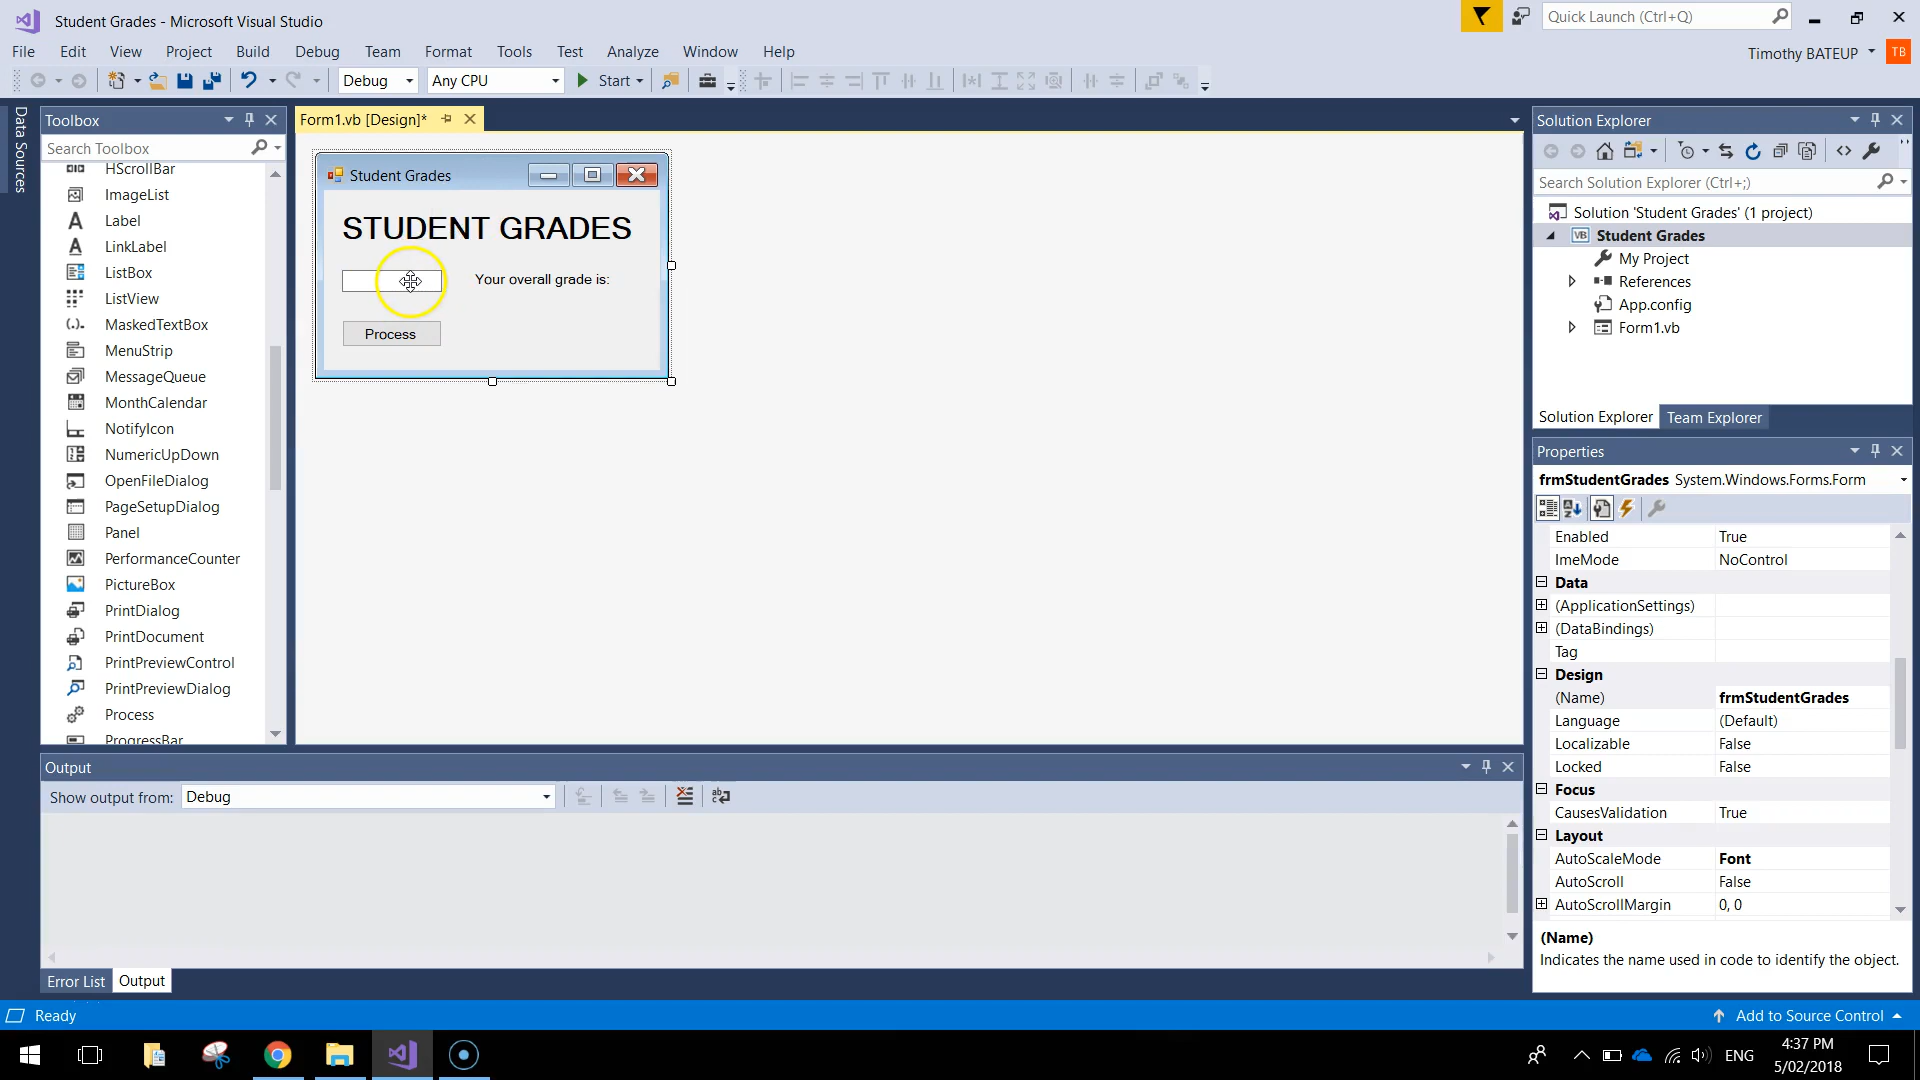 Student Grades - Microsoft Visual Studio
Quick Launch (Ctrl+Q)
File Edit View Project Build Debug Team Format Tools Test Analyze Window Help
Timothy BATEUP TB
Debug Any CPU Start
Data Sources
Toolbox
Search Toolbox
HScrollBar
ImageList
Label
LinkLabel
ListBox
ListView
MaskedTextBox
MenuStrip
MessageQueue
MonthCalendar
NotifyIcon
NumericUpDown
OpenFileDialog
PageSetupDialog
Panel
PerformanceCounter
PictureBox
PrintDialog
PrintDocument
PrintPreviewControl
PrintPreviewDialog
Process
ProgressBar
Form1.vb [Design]*
Student Grades
STUDENT GRADES
Your overall grade is:
Process
Solution Explorer
Search Solution Explorer (Ctrl+;)
Solution 'Student Grades' (1 project)
VB Student Grades
My Project
References
App.config
Form1.vb
Solution Explorer Team Explorer
Properties
frmStudentGrades System.Windows.Forms.Form
Enabled True
ImeMode NoControl
Data
(ApplicationSettings)
(DataBindings)
Tag
Design
(Name) frmStudentGrades
Language (Default)
Localizable False
Locked False
Focus
CausesValidation True
Layout
AutoScaleMode Font
AutoScroll False
AutoScrollMargin 0, 0
(Name)
Indicates the name used in code to identify the object.
Output
Show output from: Debug
Error List Output
Ready
Add to Source Control
ENG
4:37 PM
5/02/2018